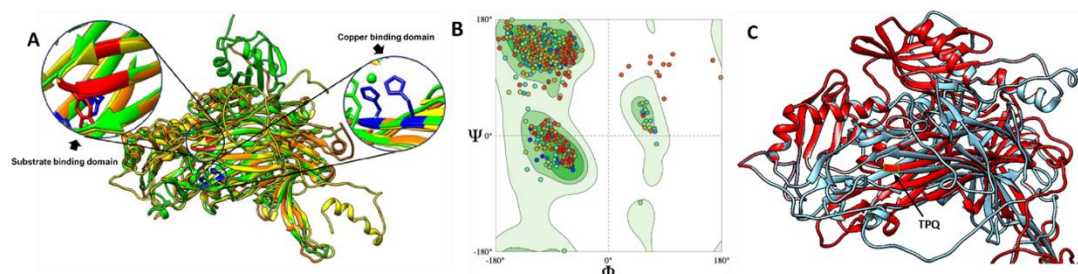 A
Substrate binding domain
Copper binding domain
B
180°
Ψ
0°
-180°
-180°
0°
180°
Φ
C
TPQ